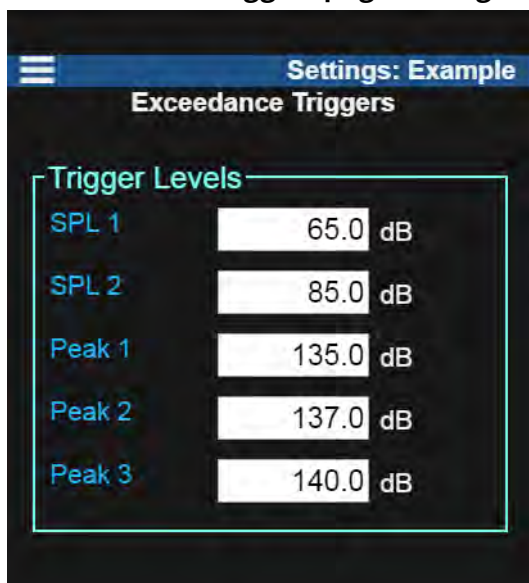 Settings: Example
Exceedance Triggers
Trigger Levels
SPL 1 65.0 dB
SPL 2 85.0 dB
Peak 1 135.0 dB
Peak 2 137.0 dB
Peak 3 140.0 dB